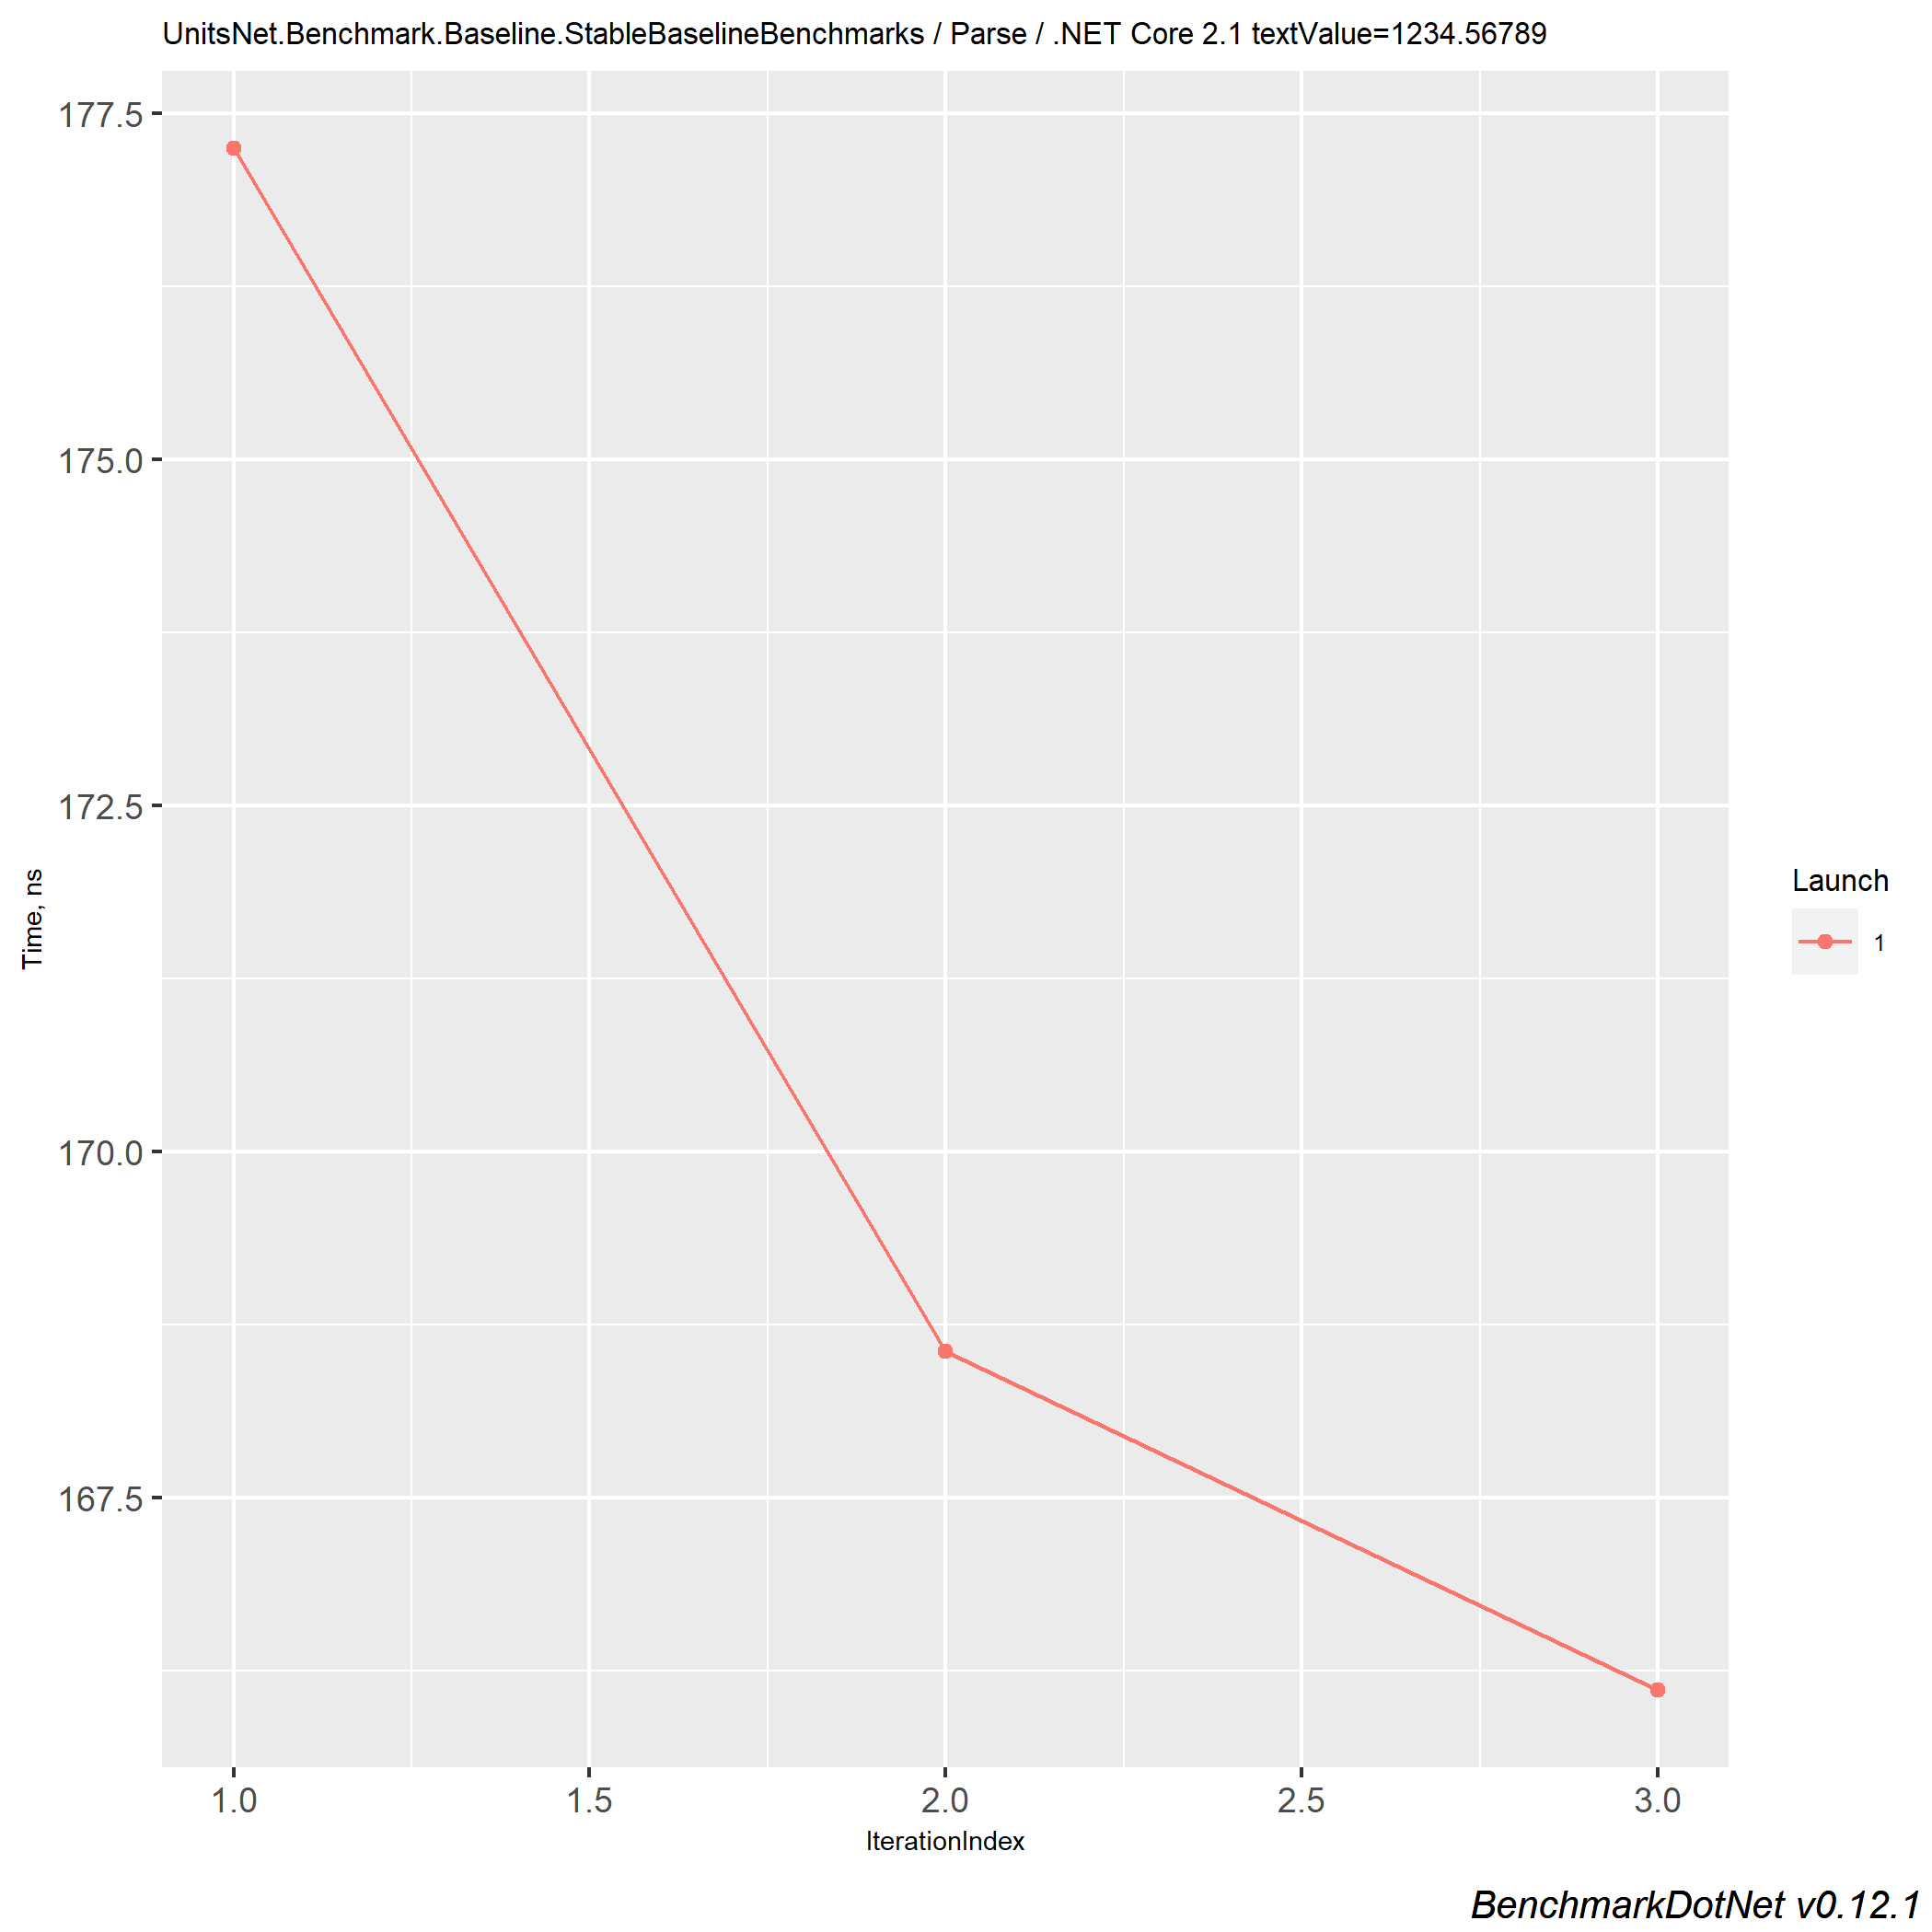 UnitsNet.Benchmark.Baseline.StableBaselineBenchmarks / Parse / .NET Core 2.1 textValue=1234.56789
177.5
175.0
172.5
170.0
167.5
Time, ns
1.0 1.5 2.0 2.5 3.0
IterationIndex
Launch
1
BenchmarkDotNet v0.12.1